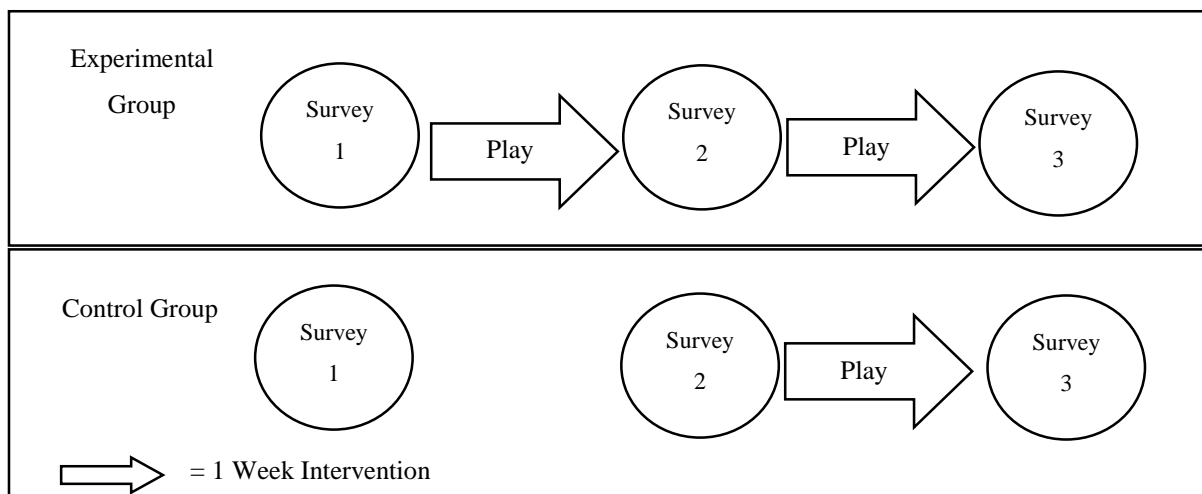 Experimental
Group
Survey
1
Play
Survey
2
Play
Survey
3
Control Group
Survey
1
Survey
2
Play
Survey
3
= 1 Week Intervention